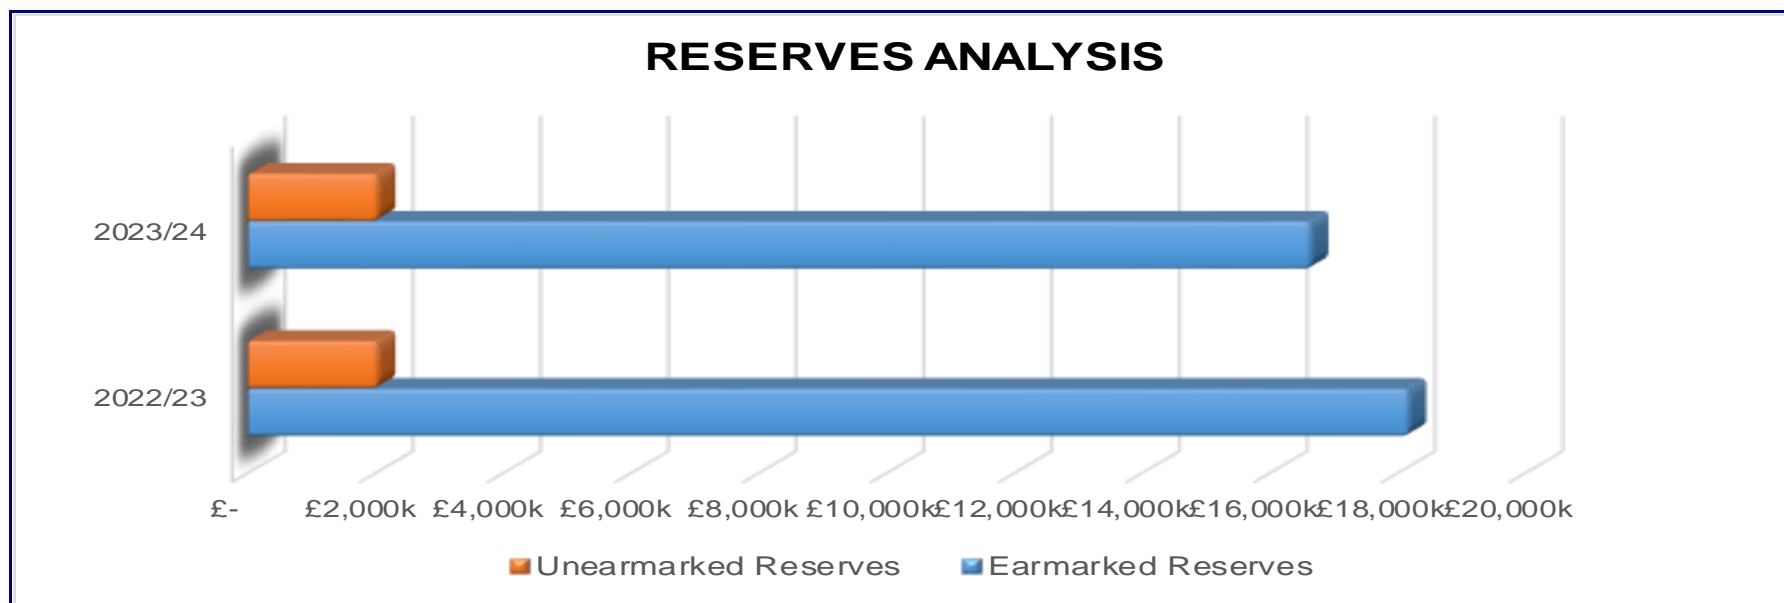 RESERVES ANALYSIS
2023/24
2022/23
£- £2,000k £4,000k £6,000k £8,000k £10,000k £12,000k £14,000k £16,000k £18,000k £20,000k
Unearmarked Reserves Earmarked Reserves